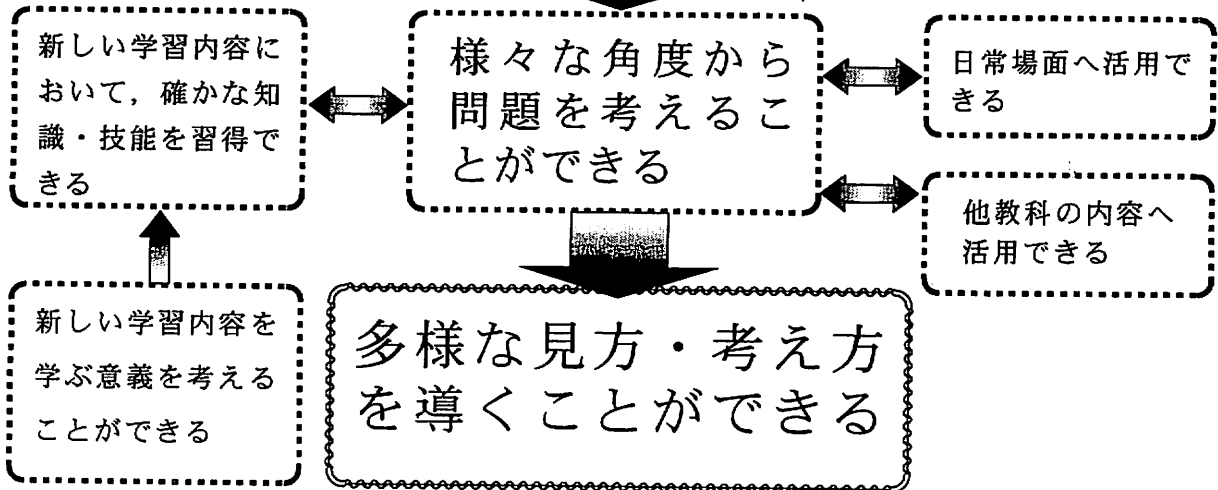 新しい学習内容に
おいて，確かな知
識・技能を習得で
きる
様々な角度から
問題を考えるこ
とができる
日常場面へ活用で
きる
他教科の内容へ
活用できる
新しい学習内容を
学ぶ意義を考える
ことができる
多様な見方・考え方
を導くことができる